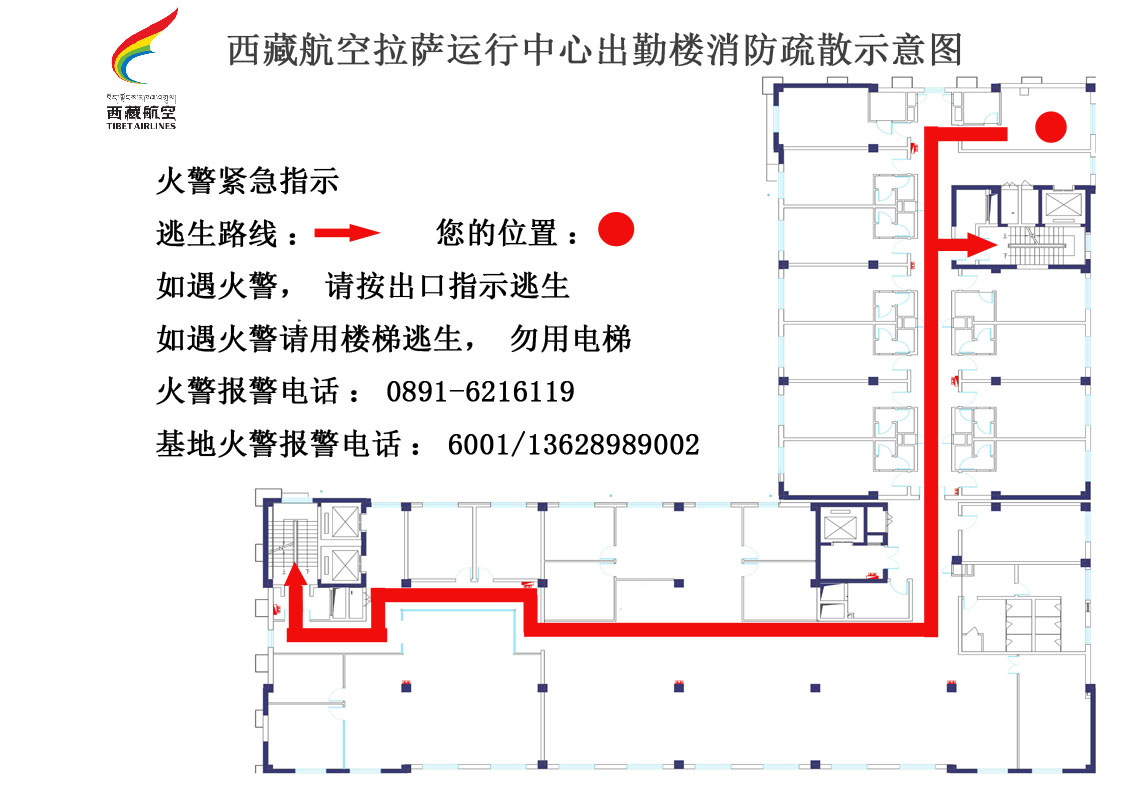 西藏航空拉萨运行中心出勤楼消防疏散示意图
西藏航空
TIBET AIRLINES
火警紧急指示
逃生路线： 您的位置：
如遇火警， 请按出口指示逃生
如遇火警请用楼梯逃生， 勿用电梯
火警报警电话： 0891-6216119
基地火警报警电话： 6001/13628989002
上
下
上
下